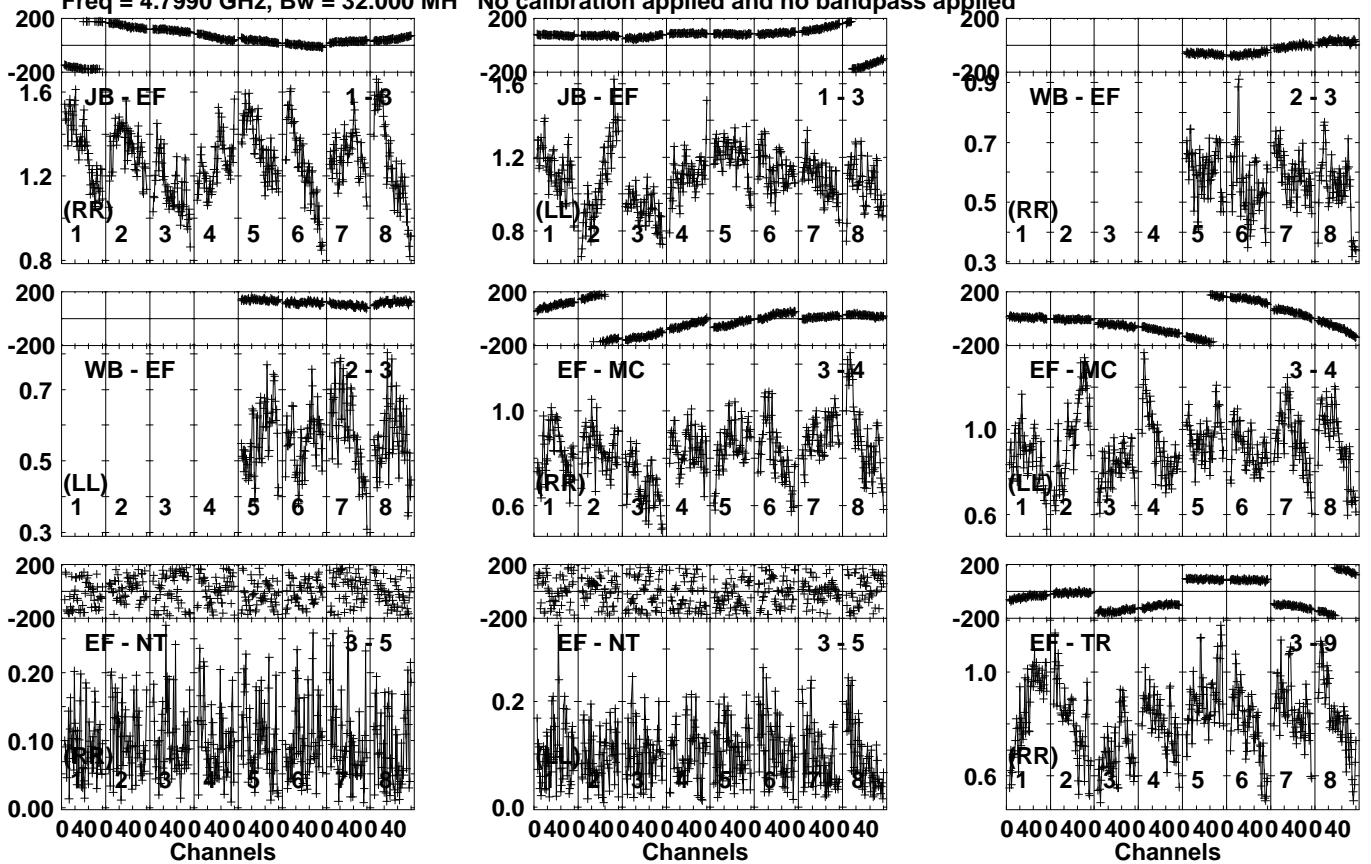 Freq = 4.7990 GHz, Bw = 32.000 MH No calibration applied and no bandpass applied
200
-200
JB - EF 1 - 3
1.6
1.2
0.8
(RR)
1 2 3 4 5 6 7 8
200
-200
JB - EF 1 - 3
1.6
1.2
0.8
(LL)
1 2 3 4 5 6 7 8
200
-200
WB - EF 2 - 3
0.9
0.7
0.5
0.3
(RR)
1 2 3 4 5 6 7 8
200
-200
WB - EF 2 - 3
0.7
0.5
0.3
(LL)
1 2 3 4 5 6 7 8
200
-200
EF - MC 3 - 4
1.0
0.6
(RR)
1 2 3 4 5 6 7 8
200
-200
EF - MC 3 - 4
1.0
0.6
(LL)
1 2 3 4 5 6 7 8
200
-200
EF - NT 3 - 5
0.20
0.10
0.00
(RR)
1 2 3 4 5 6 7 8
0 40 0 40 0 40 0 40 0 40 0 40 0 40 0 40
Channels
200
-200
EF - NT 3 - 5
0.2
0.0
(LL)
1 2 3 4 5 6 7 8
0 40 0 40 0 40 0 40 0 40 0 40 0 40 0 40
Channels
200
-200
EF - TR 3 - 9
1.0
0.6
(RR)
1 2 3 4 5 6 7 8
0 40 0 40 0 40 0 40 0 40 0 40 0 40 0 40
Channels